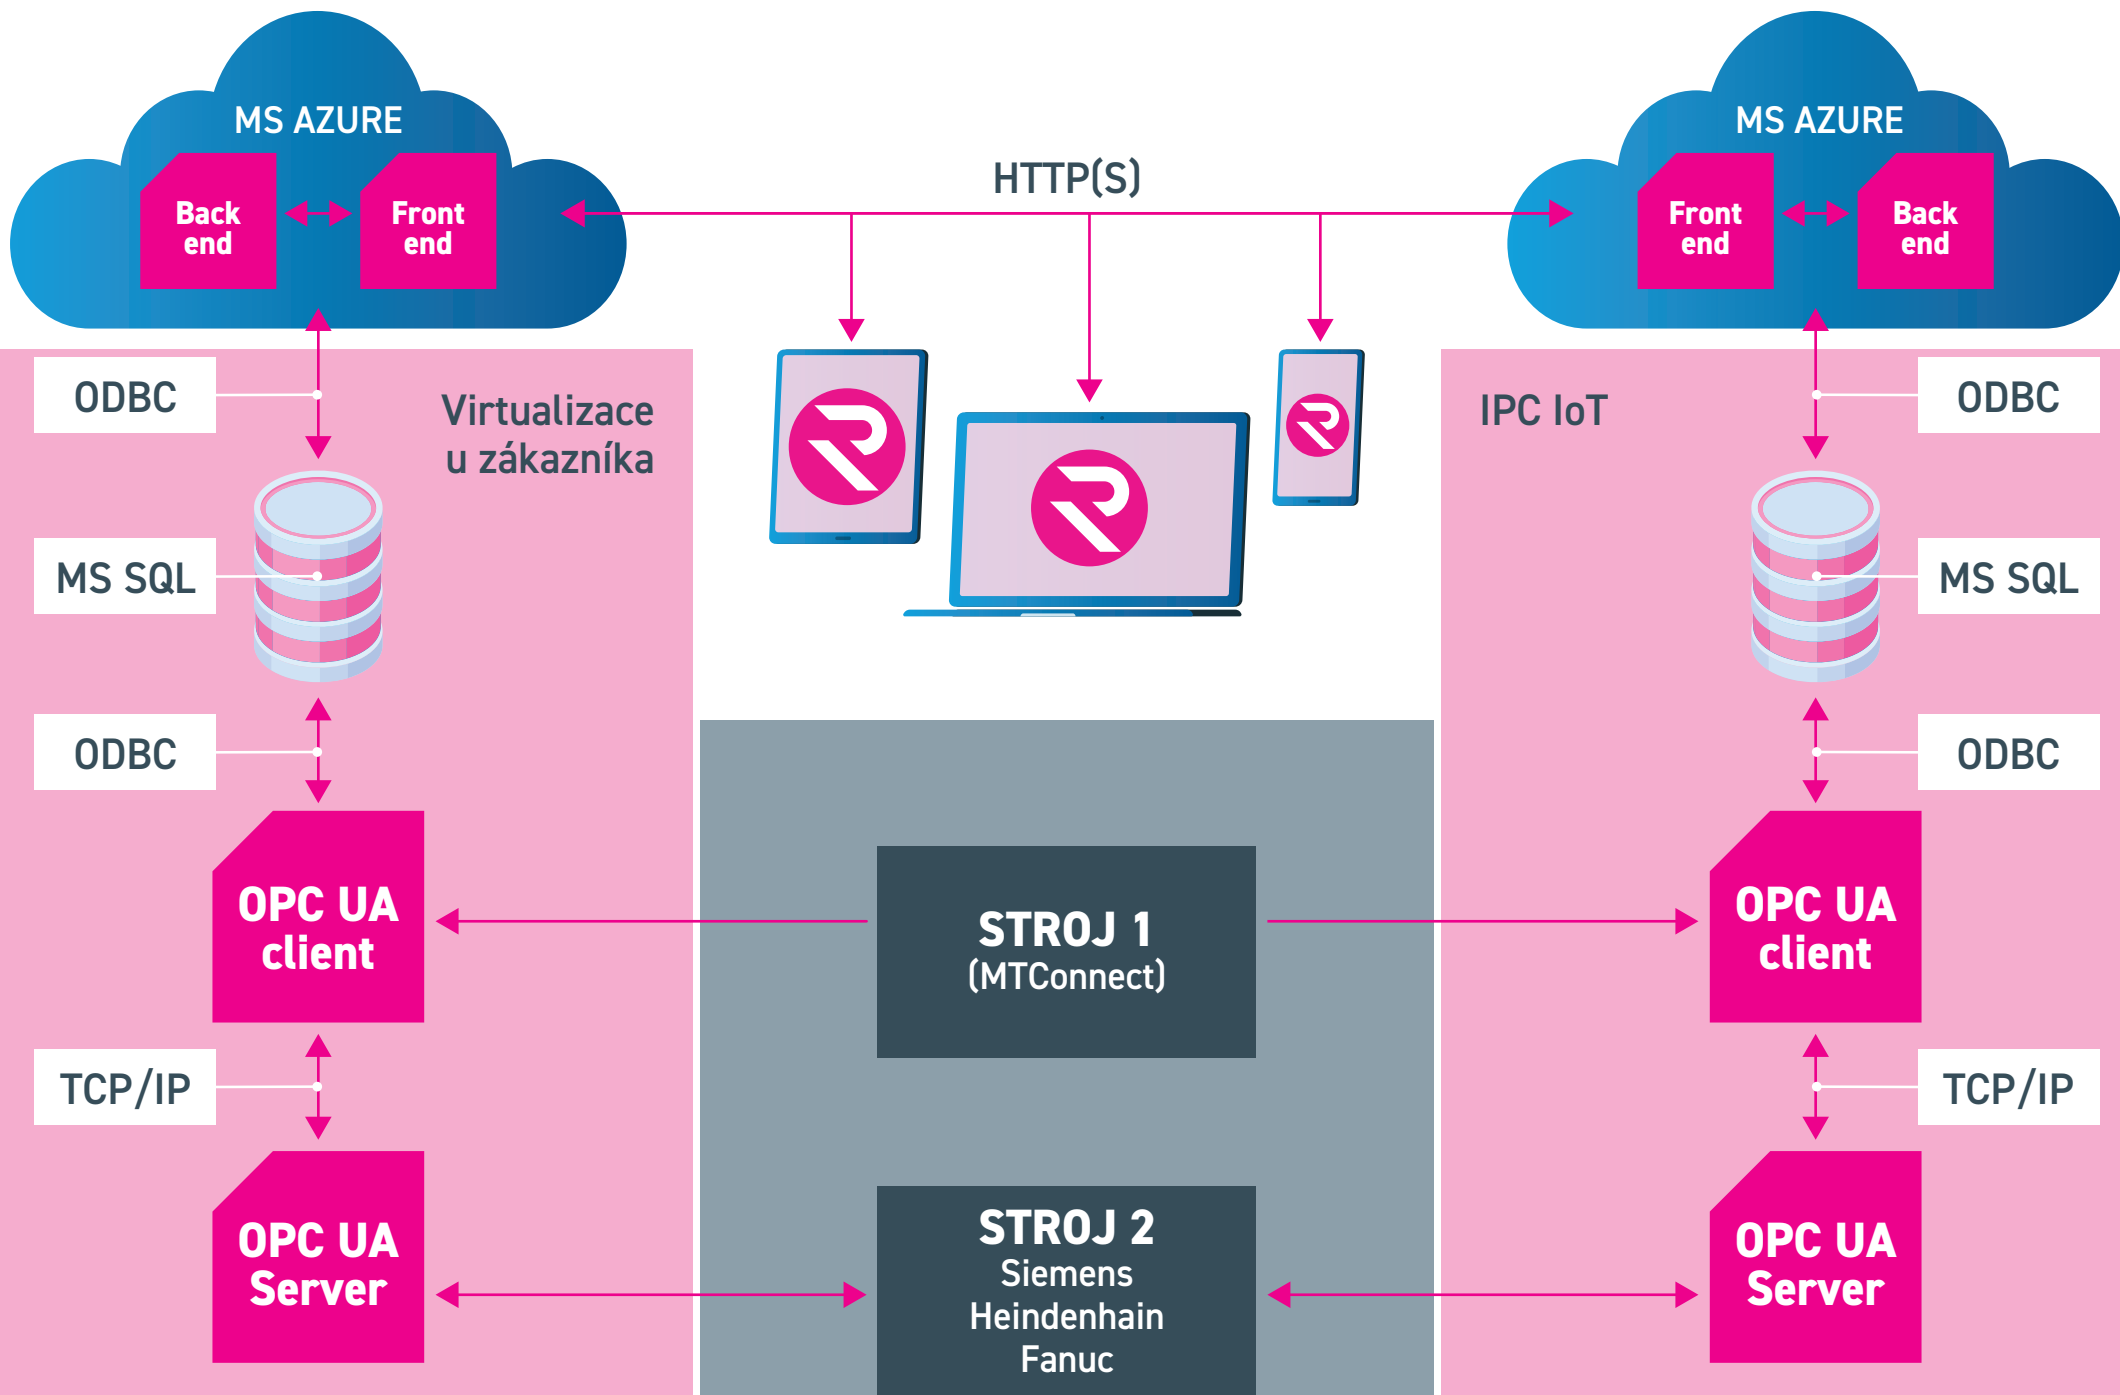 MS AZURE
Back
end
Front
end
HTTP(S)
MS AZURE
Front
end
Back
end
ODBC
Virtualizace
u zákazníka
MS SQL
ODBC
OPC UA
client
TCP/IP
OPC UA
Server
STROJ 1
(MTConnect)
STROJ 2
Siemens
Heindenhain
Fanuc
IPC IoT
ODBC
MS SQL
ODBC
OPC UA
client
TCP/IP
OPC UA
Server